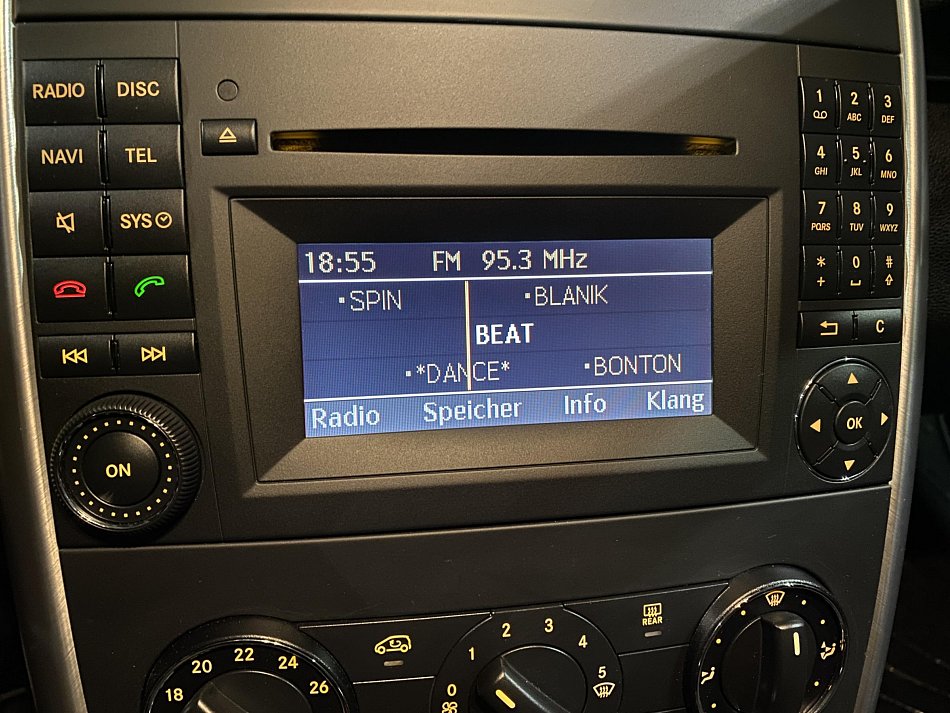 RADIO DISC
NAVI TEL
SYS
ON
18:55 FM 95.3 MHz
•SPIN •BLANIK
BEAT
•*DANCE* •BONTON
Radio Speicher Info Klang
1 2 ABC 3 DEF
4 GHI 5 JKL 6 MNO
7 PQRS 8 TUV 9 WXYZ
* + 0 #
C
OK
18 20 22 24 26
0 1 2 3 4 5
REAR